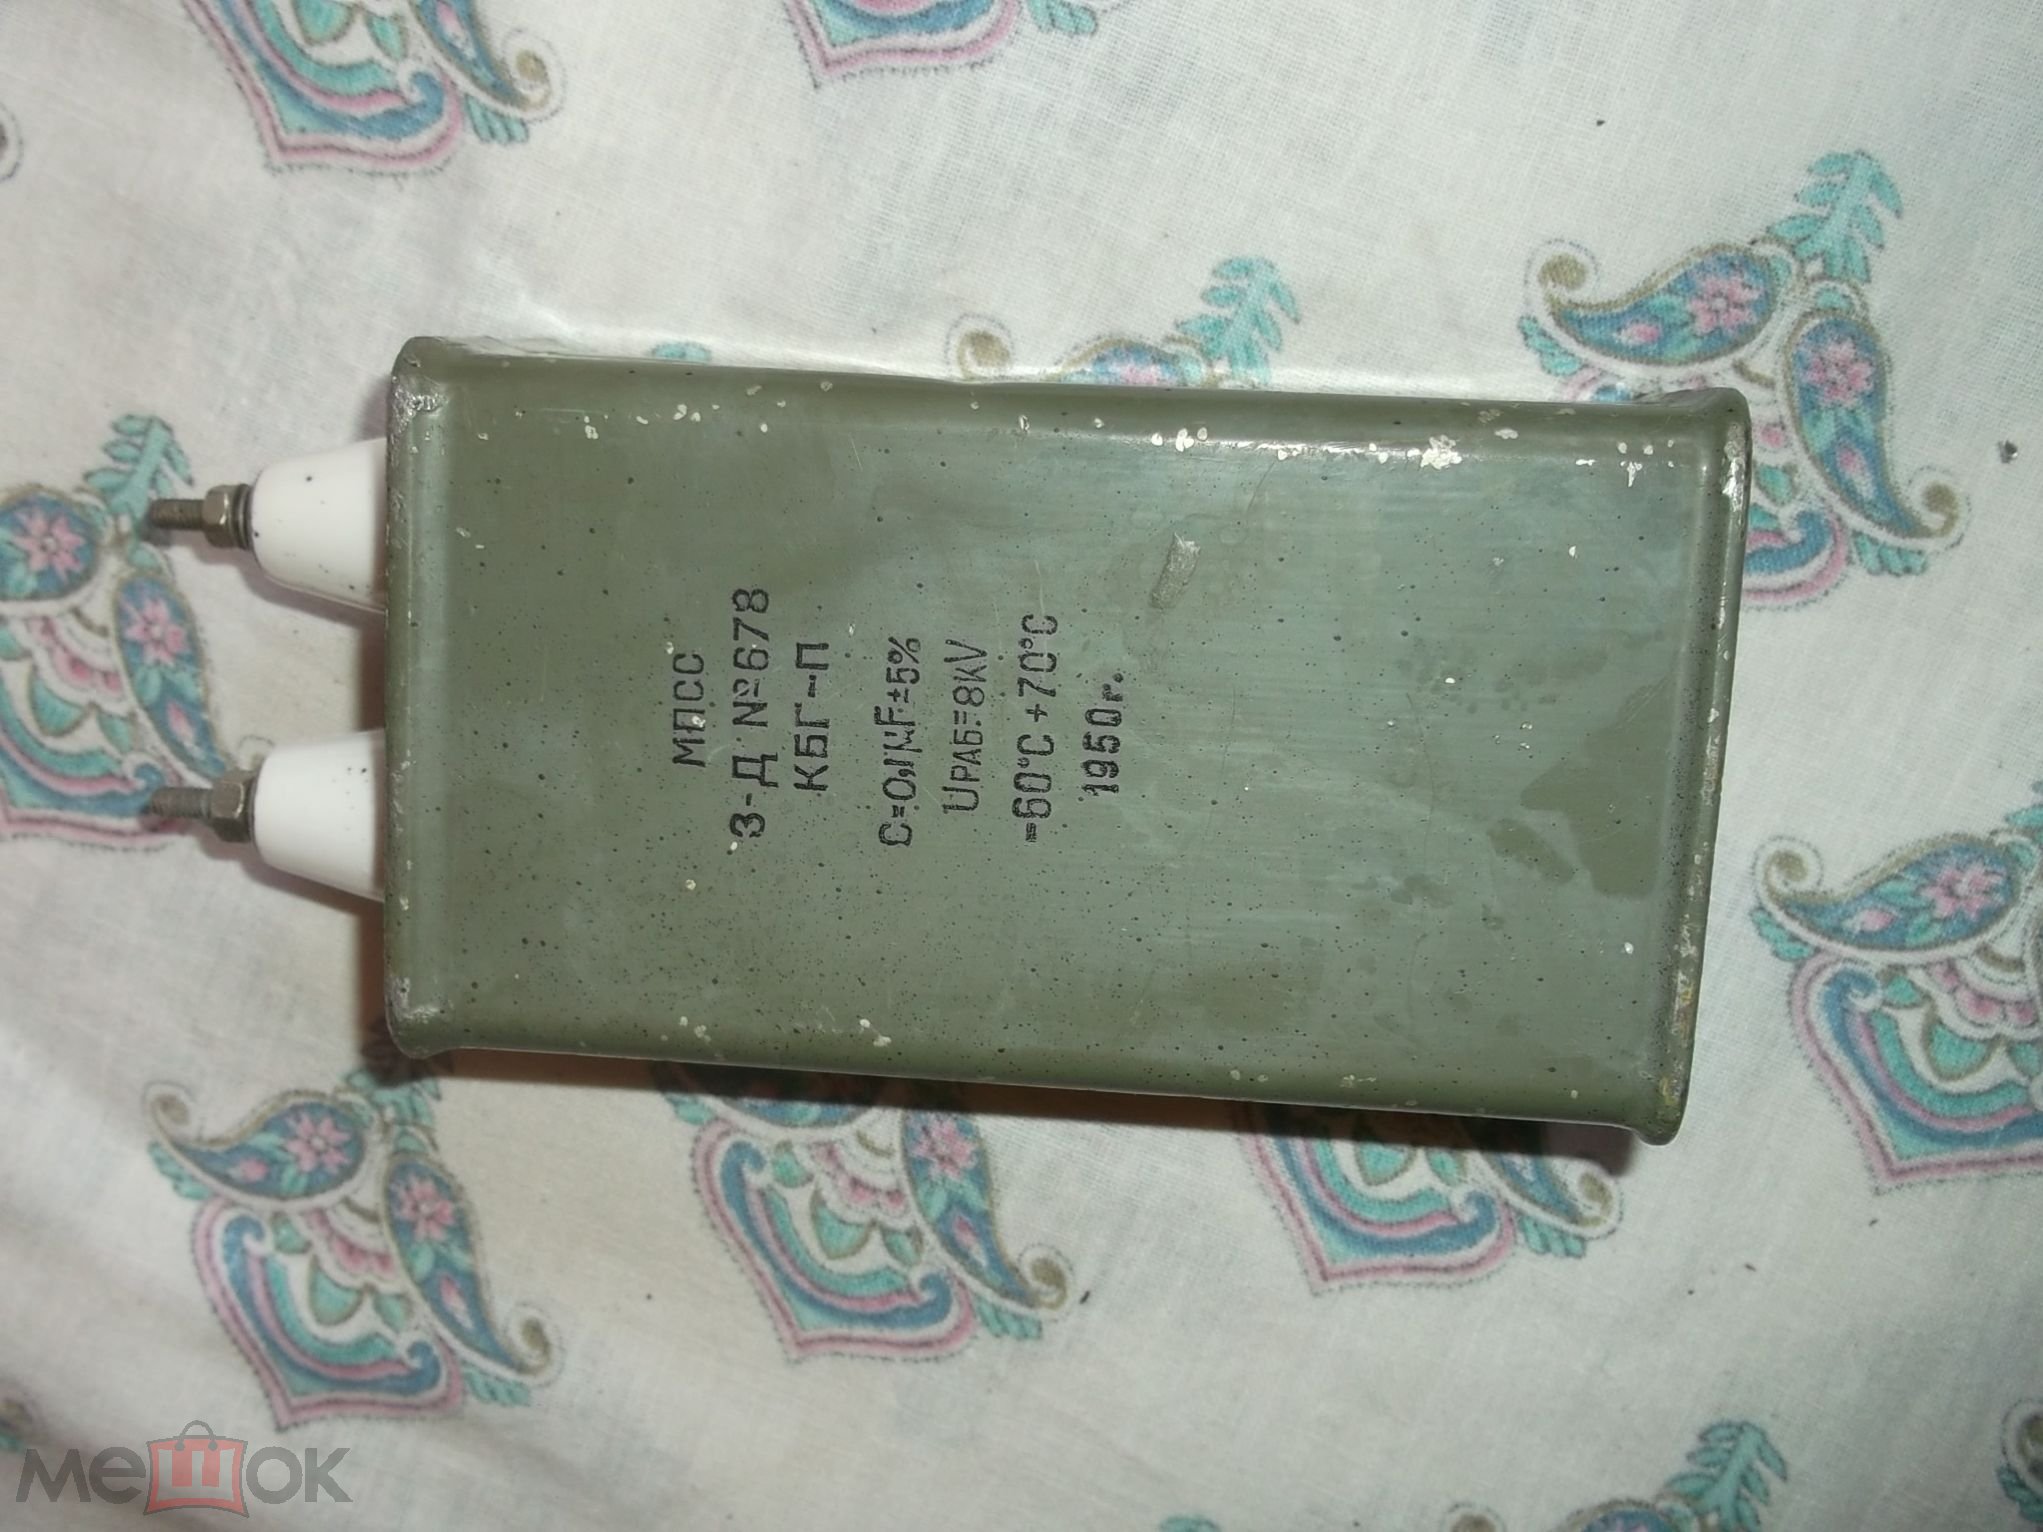 МПСС
З-Д №678
КБГ-П
C=0,1MF±5%
UРАБ=8kV
-60°C+70°C
1950г.
мешок